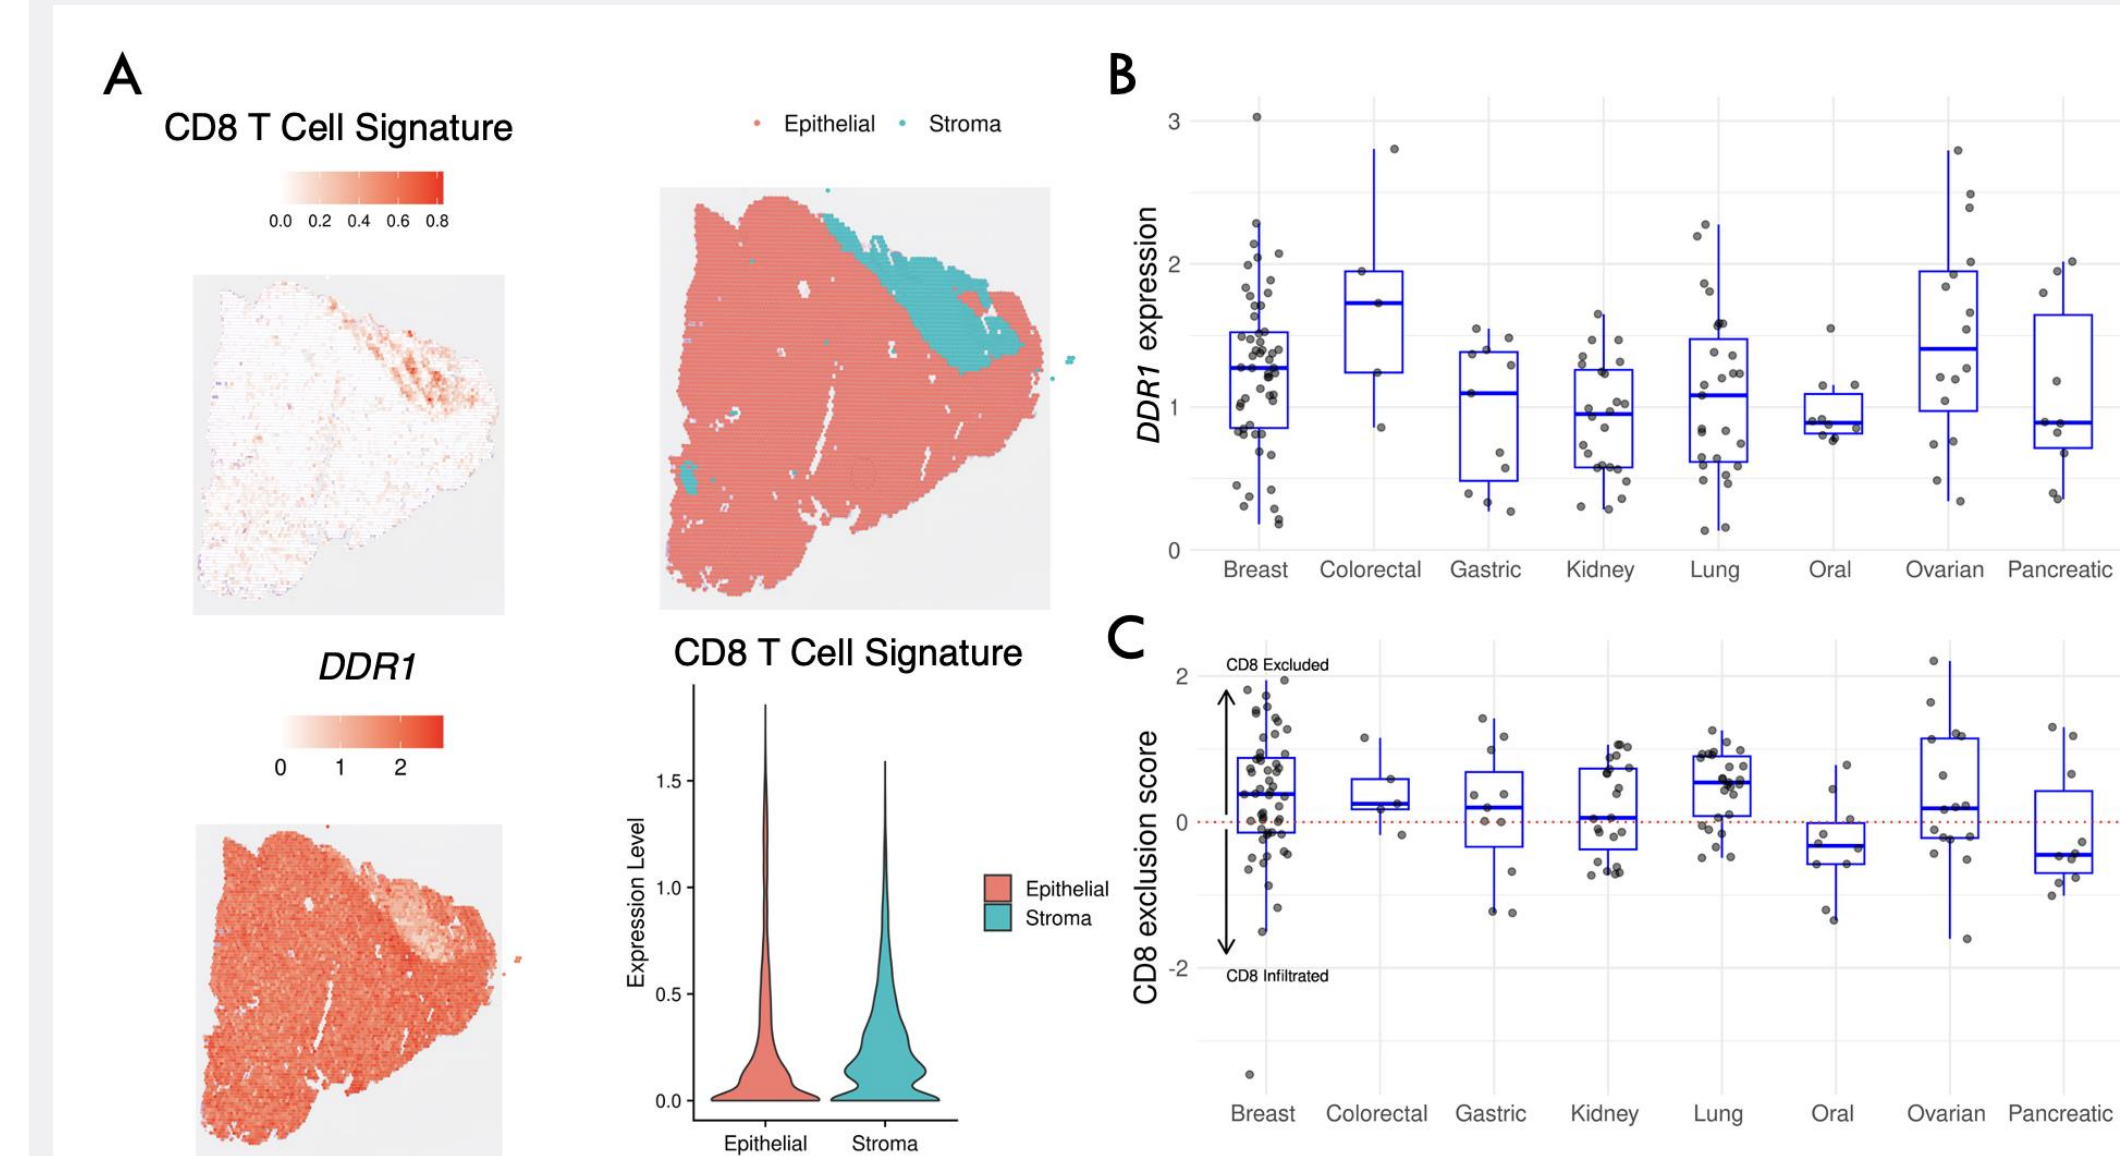 A
CD8 T Cell Signature
0.0 0.2 0.4 0.6 0.8
Epithelial Stroma
DDR1
0 1 2
CD8 T Cell Signature
Expression Level
1.5
1.0
0.5
0.0
Epithelial Stroma
Epithelial
Stroma
B
DDR1 expression
3
2
1
0
Breast Colorectal Gastric Kidney Lung Oral Ovarian Pancreatic
C
CD8 exclusion score
CD8 Excluded
2
0
-2
CD8 Infiltrated
Breast Colorectal Gastric Kidney Lung Oral Ovarian Pancreatic